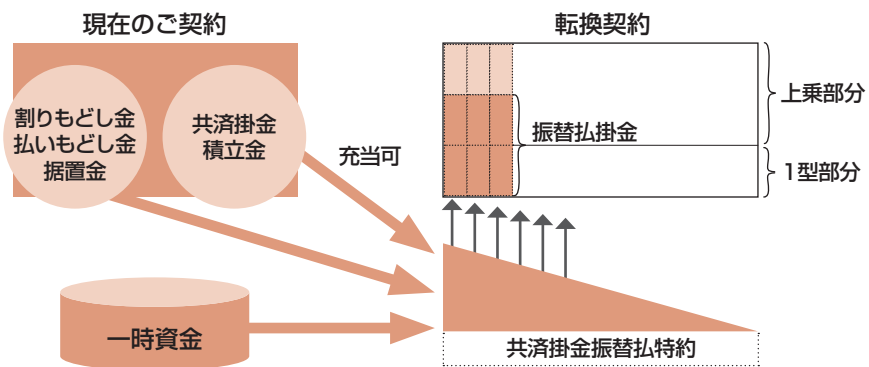 現在のご契約
転換契約
割りもどし金
払いもどし金
据置金
共済掛金
積立金
充当可
振替払掛金
上乗部分
1型部分
一時資金
共済掛金振替払特約